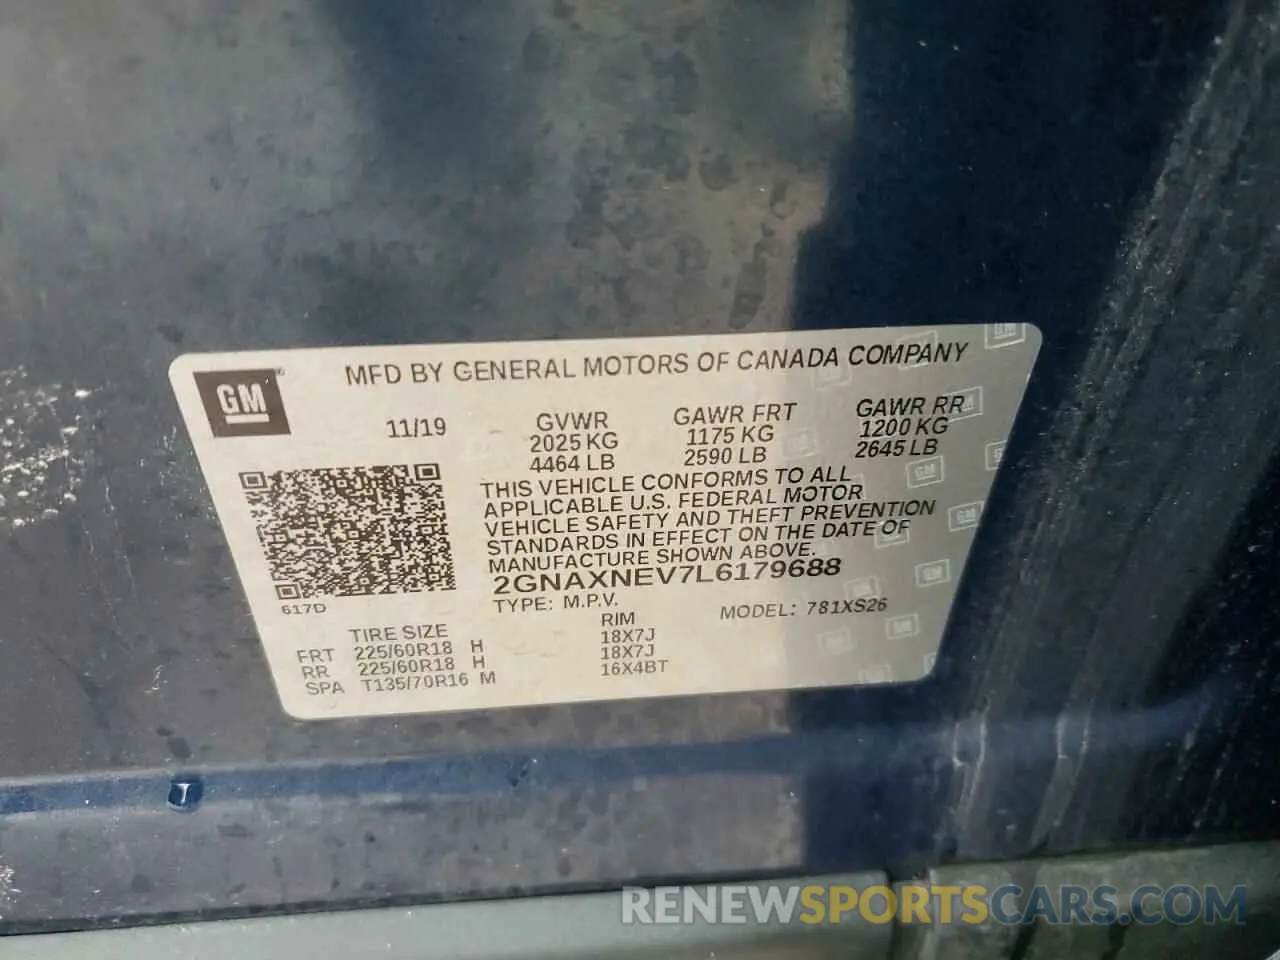 GM
MFD BY GENERAL MOTORS OF CANADA COMPANY
11/19
GVWR GAWR FRT GAWR RR
2025 KG 1175 KG 1200 KG
4464 LB 2590 LB 2645 LB
THIS VEHICLE CONFORMS TO ALL
APPLICABLE U.S. FEDERAL MOTOR
VEHICLE SAFETY AND THEFT PREVENTION
STANDARDS IN EFFECT ON THE DATE OF
MANUFACTURE SHOWN ABOVE.
2GNAXNEV7L6179688
617D
TYPE: M.P.V. MODEL: 781XS26
TIRE SIZE RIM
FRT 225/60R18 H 18X7J
RR 225/60R18 H 18X7J
SPA T135/70R16 M 16X4BT
RENEWSPORTSCARS.COM